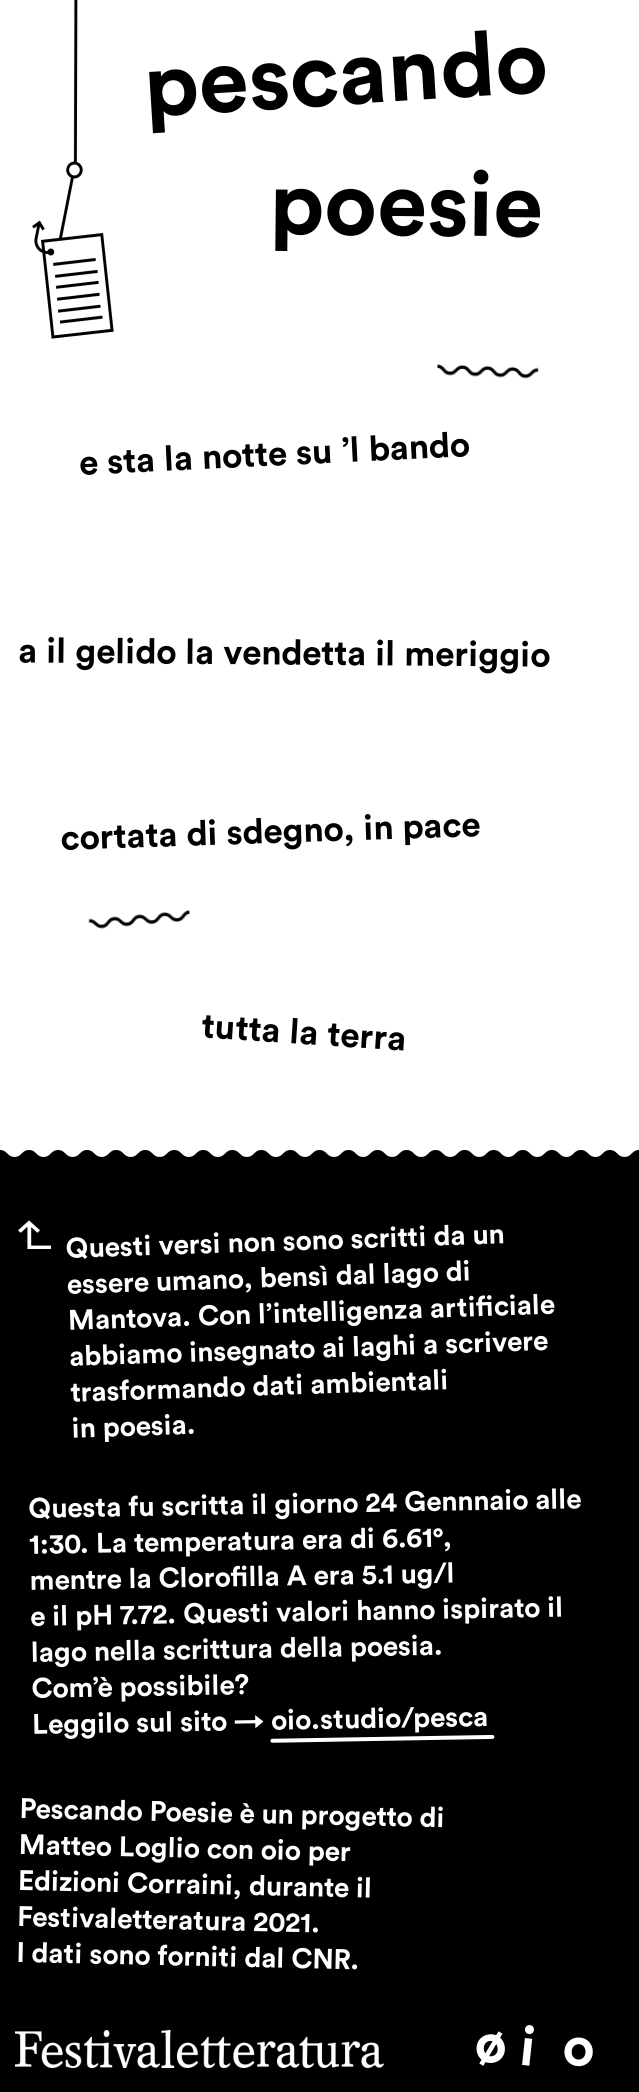 pescando
poesie
e sta la notte su ’l bando
a il gelido la vendetta il meriggio
cortata di sdegno, in pace
tutta la terra
Questi versi non sono scritti da un
essere umano, bensì dal lago di
Mantova. Con l’intelligenza artificiale
abbiamo insegnato ai laghi a scrivere
trasformando dati ambientali
in poesia.
Questa fu scritta il giorno 24 Gennnaio alle
1:30. La temperatura era di 6.61°,
mentre la Clorofilla A era 5.1 ug/l
e il pH 7.72. Questi valori hanno ispirato il
lago nella scrittura della poesia.
Com’è possibile?
Leggilo sul sito → oio.studio/pesca
Pescando Poesie è un progetto di
Matteo Loglio con oio per
Edizioni Corraini, durante il
Festivaletteratura 2021.
I dati sono forniti dal CNR.
Festivaletteratura øio